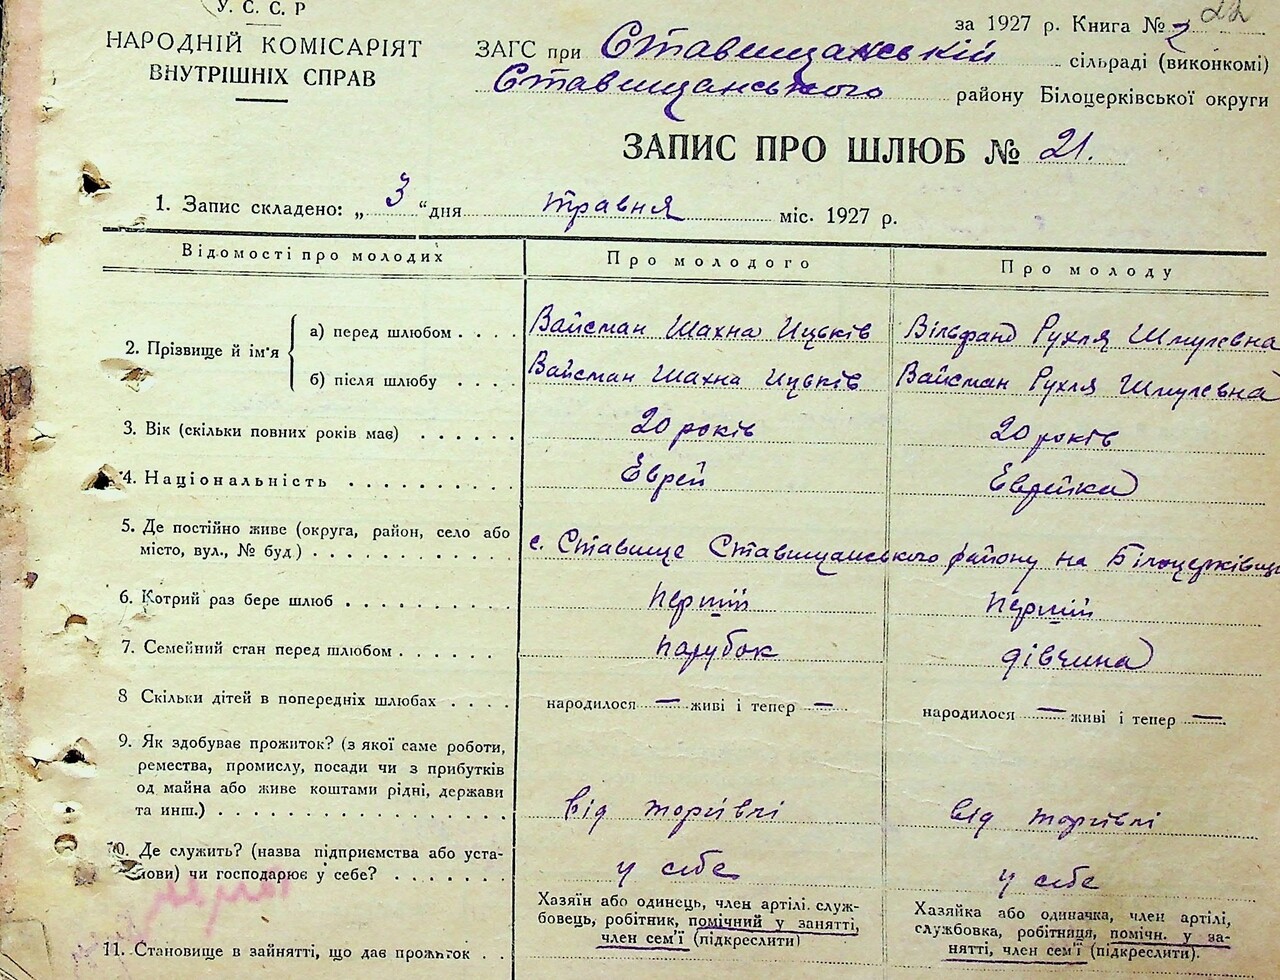 У. С. С. Р
НАРОДНІЙ КОМІСАРІЯТ
ВНУТРІШНІХ СПРАВ
22
за 1927 р. Книга № 2
ЗАГС при Ставищанській сільраді (виконкомі)
Ставищанського району Білоцерківської округи
ЗАПИС ПРО ШЛЮБ № 21.
1. Запис складено: „ 3 “ дня травня міс. 1927 р.
Відомості про молодих Про молодого Про молоду
2. Прізвище й ім'я
а) перед шлюбом . . . . Вайсман Шахна Ицьків Вільфанд Рухля Шмулевна
б) після шлюбу . . . . Вайсман Шахна Ицьків Вайсман Рухля Шмулевна
3. Вік (скільки повних років має) . . . . . . 20 років 20 років
4. Національність . . . . . . . . . . Еврей Еврейка
5. Де постійно живе (округа, район, село або
місто, вул., № буд) . . . . . . . . . . . с. Ставище Ставищанського району на Білоцерківщ
6. Котрий раз бере шлюб . . . . . . . . . . перший перший
7. Семейний стан перед шлюбом . . . . . . парубок дівчина
8 Скільки дітей в попередніх шлюбах . . . . народилося — живі і тепер — народилося — живі і тепер —
9. Як здобуває прожиток? (з якої саме роботи,
ремества, промислу, посади чи з прибутків
од майна або живе коштами рідні, держави
та инш.) . . . . . . . . . . . . . . . . від торгівлі від торгівлі
10. Де служить? (назва підприємства або уста-
нови) чи господарює у себе? . . . . . . . у себе у себе
11. Становище в зайнятті, що дає прожиток . .
Хазяїн або одинець, член артілі. служ-
бовець, робітник, помічний у занятті,
член сем'ї (підкреслити)
Хазяйка або одиначка, член артілі,
службовка, робітниця, помічн. у за-
нятті, член сем'ї (підкреслити).